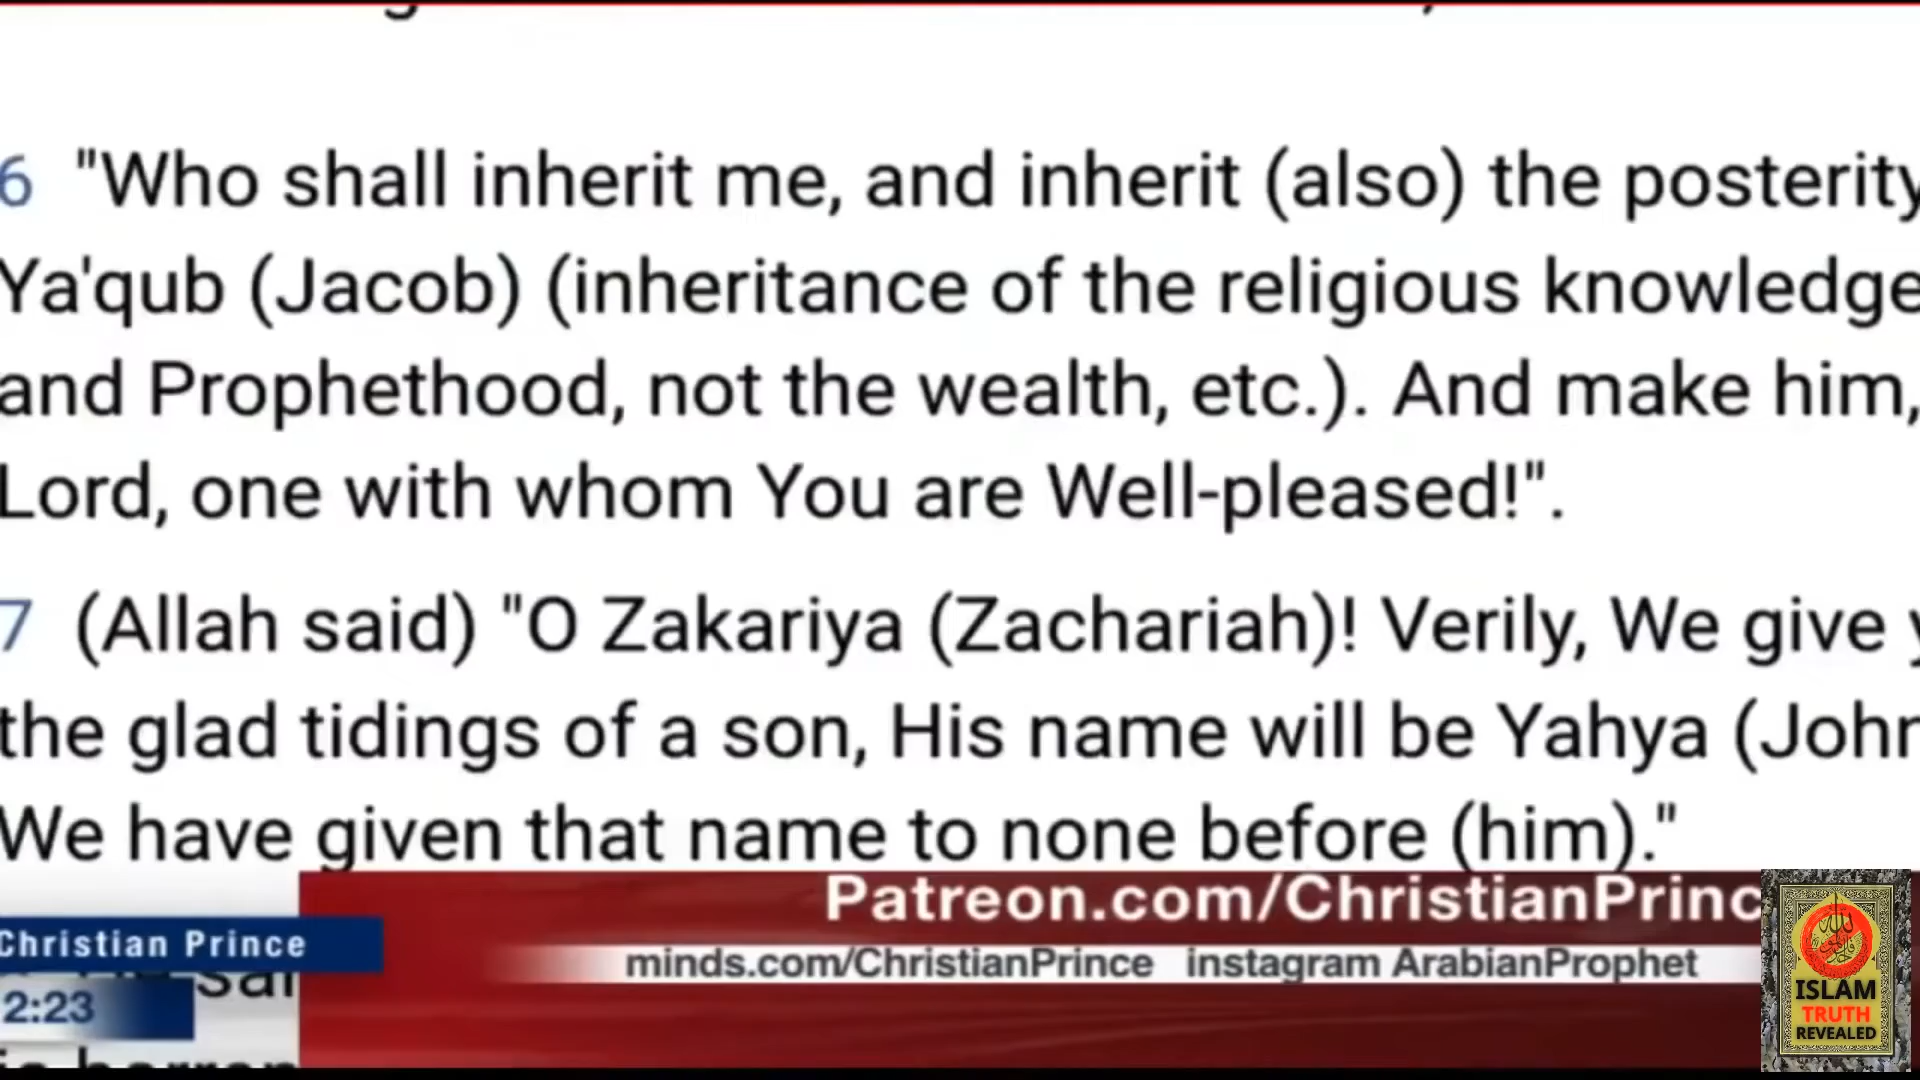 6 "Who shall inherit me, and inherit (also) the posterity
Ya'qub (Jacob) (inheritance of the religious knowledge
and Prophethood, not the wealth, etc.). And make him,
Lord, one with whom You are Well-pleased!".
7 (Allah said) "O Zakariya (Zachariah)! Verily, We give y
the glad tidings of a son, His name will be Yahya (John
We have given that name to none before (him)."
Patreon.com/ChristianPrinc
Christian Prince
minds.com/ChristianPrince instagram ArabianProphet
2:23
ISLAM
TRUTH
REVEALED